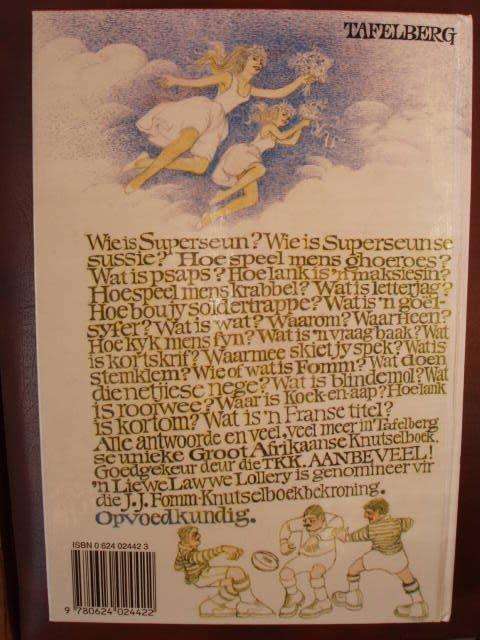 TAFELBERG
Wie is Superseun? Wie is Superseun se
sussie? Hoe speel mens ghoeroes?
Wat is psaps? Hoe lank is 'n maksiesin?
Hoe speel mens krabbel? Wat is letterjag?
Hoe bou jy soldertrappe? Wat is 'n goël-
syfer? Wat is wat? Waarom? Waar
Hoe kyk mens fyn? Wat is 'n vraagbaak? Wat
is kortskrif? Waarmee skiet jy spek? Wat is
stemklem? Wie of wat is Fomm? Wat doen
die netjiese nege? Wat is blindemol? Wat
is rooiwee? Waar is Koek-en-aap? Hoe lank
is kortom? Wat is 'n Franse titel?
Alle antwoorde en veel, veel meer in Tafelberg
se unieke Groot Afrikaanse Knutselboek.
Goedgekeur deur die TKK. AANBEVEEL!
'n Liewe Lawwe Lollery is genomineer vir
die J.J. Fomm-Knutselboekbekroning.
Opvoedkundig.
ISBN 0 624 02442 3
9 780624 024422